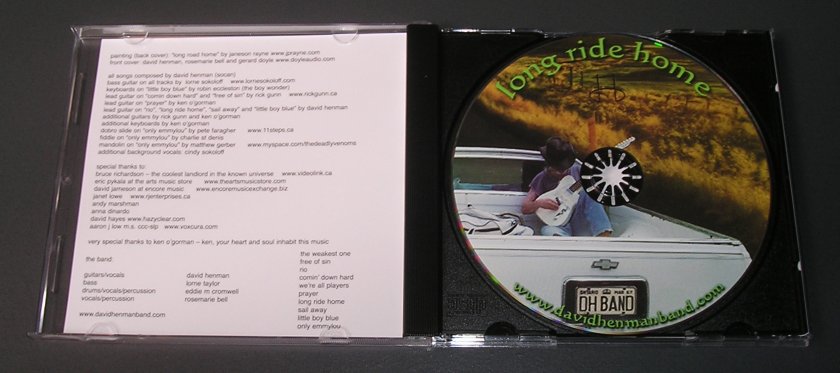 painting (back cover): "long road home" by janeson rayne www.jprayne.com
front cover: david henman, rosemarie bell and gerard doyle www.doyleaudio.com
all songs composed by david henman (socan)
bass guitar on all tracks by lorne sokoloff www.lornesokoloff.com
keyboards on "little boy blue" by robin eccleston (the boy wonder)
lead guitar on "comin' down hard" and "free of sin" by rick gunn www.rickgunn.ca
lead guitar on "prayer" by ken o'gorman
lead guitar on "no", "long ride home", "sail away" and "little boy blue" by david henman
additional guitars by rick gunn and ken o'gorman
additional keyboards by ken o'gorman
dobro slide on "only emmylou" by pete faragher www.11steps.ca
fiddle on "only emmylou" by charlie st denis
mandolin on "only emmylou" by matthew gerber www.myspace.com/thedeadlyvenoms
additional background vocals: cindy sokoloff
special thanks to:
bruce richardson – the coolest landlord in the known universe www.videolink.ca
eric pykala at the arts music store www.theartsmusicstore.com
david jameson at encore music www.encoremusicexchange.biz
janet lowe www.rjenterprises.ca
andy marshman
anna dinardo
david hayes www.hazyclear.com
aaron j low m.s. ccc-slp www.voxcura.com
very special thanks to ken o'gorman – ken, your heart and soul inhabit this music
the band:
guitars/vocals david henman
bass lorne taylor
drums/vocals/percussion eddie m cromwell
vocals/percussion rosemarie bell
www.davidhenmanband.com
the weakest one
free of sin
no
comin' down hard
we're all players
prayer
long ride home
sail away
little boy blue
only emmylou
long ride home
ONTARIO
DH BAND
www.davidhenmanband.com